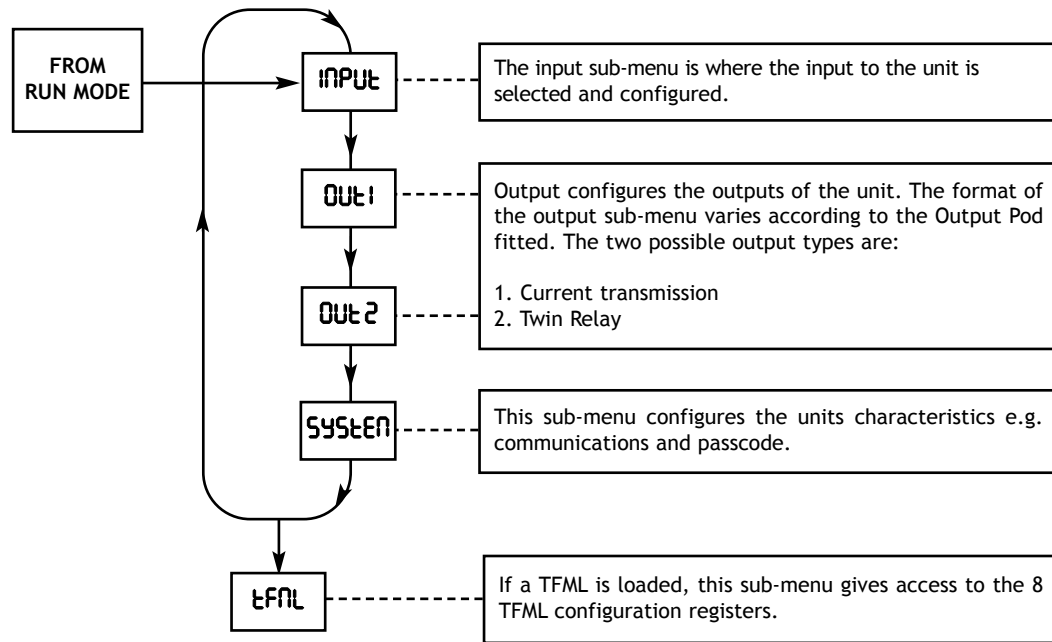 FROM
RUN MODE
INPUt
The input sub-menu is where the input to the unit is
selected and configured.
OUt1
Output configures the outputs of the unit. The format of
the output sub-menu varies according to the Output Pod
fitted. The two possible output types are:
1. Current transmission
2. Twin Relay
OUt2
SYStEM
This sub-menu configures the units characteristics e.g.
communications and passcode.
tFML
If a TFML is loaded, this sub-menu gives access to the 8
TFML configuration registers.